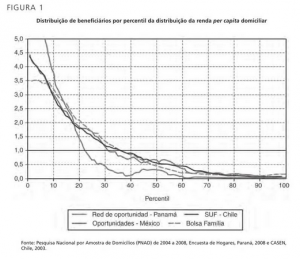 FIGURA 1
Distribuição de beneficiários por percentil da distribuição da renda per capita domiciliar
5,0
4,5
4,0
3,5
3,0
2,5
2,0
1,5
1,0
0,5
0,0
0 10 20 30 40 50 60 70 80 90 100
Percentil
Red de oportunidad - Panamá SUF - Chile
Oportunidades - México Bolsa Família
Fonte: Pesquisa Nacional por Amostra de Domicílios (PNAD) de 2004 a 2008, Encuesta de Hogares, Paraná, 2008 e CASEN,
Chile, 2003.